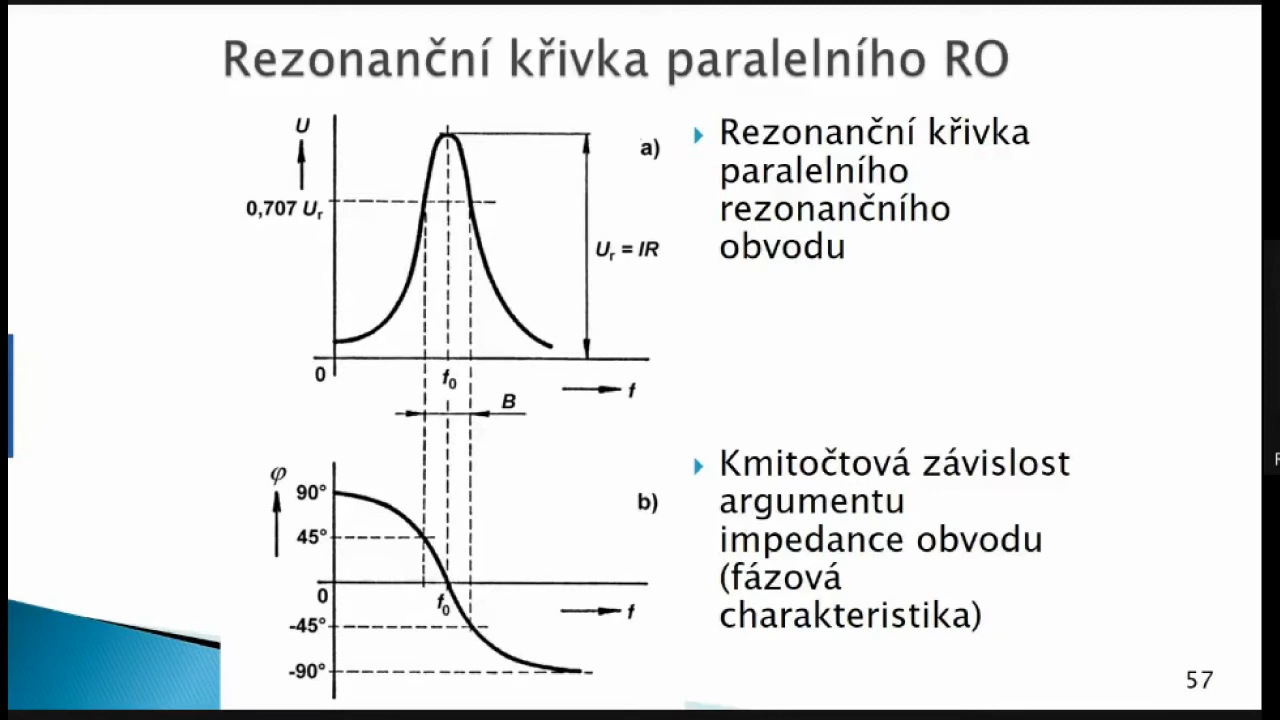 Rezonanční křivka paralelního RO
U
0,707 Ur
a)
Ur = IR
0
f0
f
B
Rezonanční křivka
paralelního
rezonančního
obvodu
φ
90°
45°
0
-45°
-90°
b)
f0
f
Kmitočtová závislost
argumentu
impedance obvodu
(fázová
charakteristika)
57